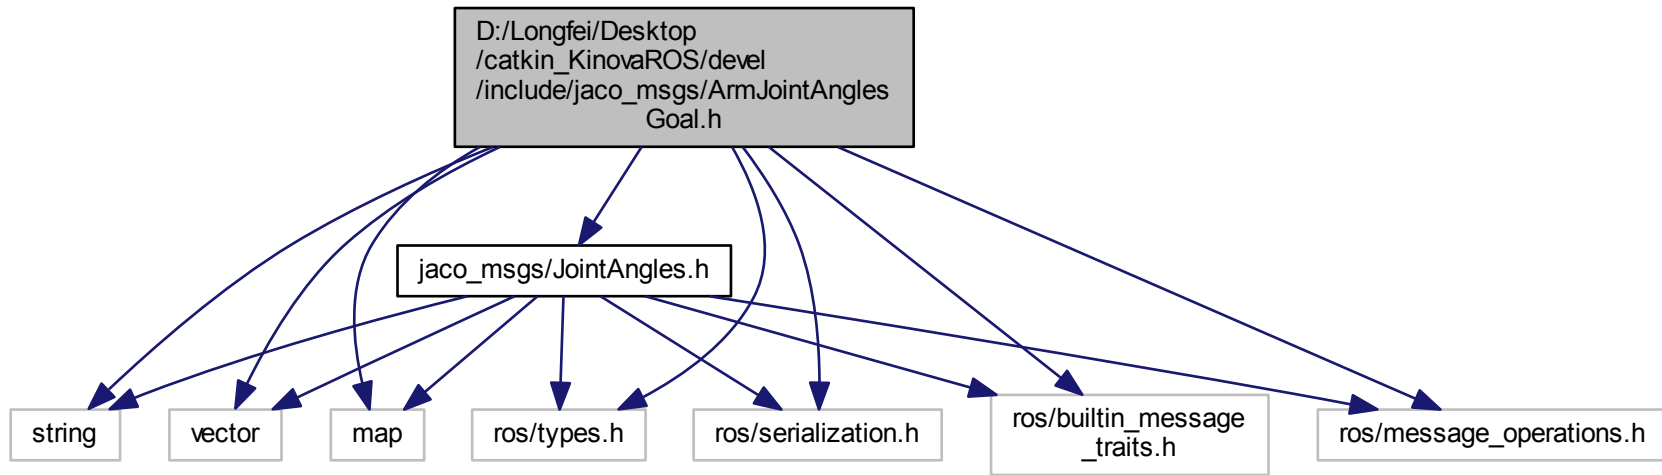 D:/Longfei/Desktop
/catkin_KinovaROS/devel
/include/jaco_msgs/ArmJointAngles
Goal.h
jaco_msgs/JointAngles.h
string
vector
map
ros/types.h
ros/serialization.h
ros/builtin_message
_traits.h
ros/message_operations.h